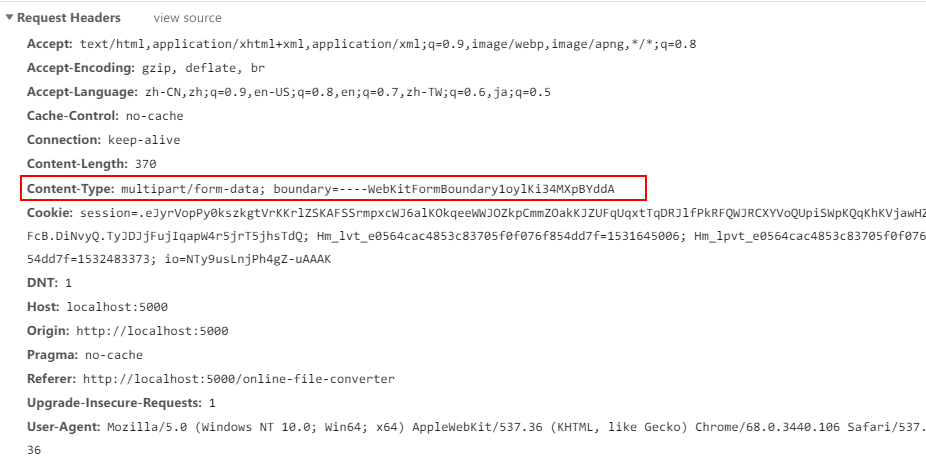 Request Headers view source
Accept: text/html,application/xhtml+xml,application/xml;q=0.9,image/webp,image/apng,*/*;q=0.8
Accept-Encoding: gzip, deflate, br
Accept-Language: zh-CN,zh;q=0.9,en-US;q=0.8,en;q=0.7,zh-TW;q=0.6,ja;q=0.5
Cache-Control: no-cache
Connection: keep-alive
Content-Length: 370
Content-Type: multipart/form-data; boundary=----WebKitFormBoundary1oylKi34MXpBYddA
Cookie: session=.eJyrVopPy0kszkgtVrKKrlZSKAFSSrmpxcWJ6alKOkqeeWWJOZkpCmmZOakKJZUFqUqxtTqDRJlfPkRFQWJRCXYVoQUpiSWpKQqKhKVjawHZ
FcB.DiNvyQ.TyJDJjFujIqapW4r5jrT5jhsTdQ; Hm_lvt_e0564cac4853c83705f0f076f854dd7f=1531645006; Hm_lpvt_e0564cac4853c83705f0f076
54dd7f=1532483373; io=NTy9usLnjPh4gZ-uAAAK
DNT: 1
Host: localhost:5000
Origin: http://localhost:5000
Pragma: no-cache
Referer: http://localhost:5000/online-file-converter
Upgrade-Insecure-Requests: 1
User-Agent: Mozilla/5.0 (Windows NT 10.0; Win64; x64) AppleWebKit/537.36 (KHTML, like Gecko) Chrome/68.0.3440.106 Safari/537.
36